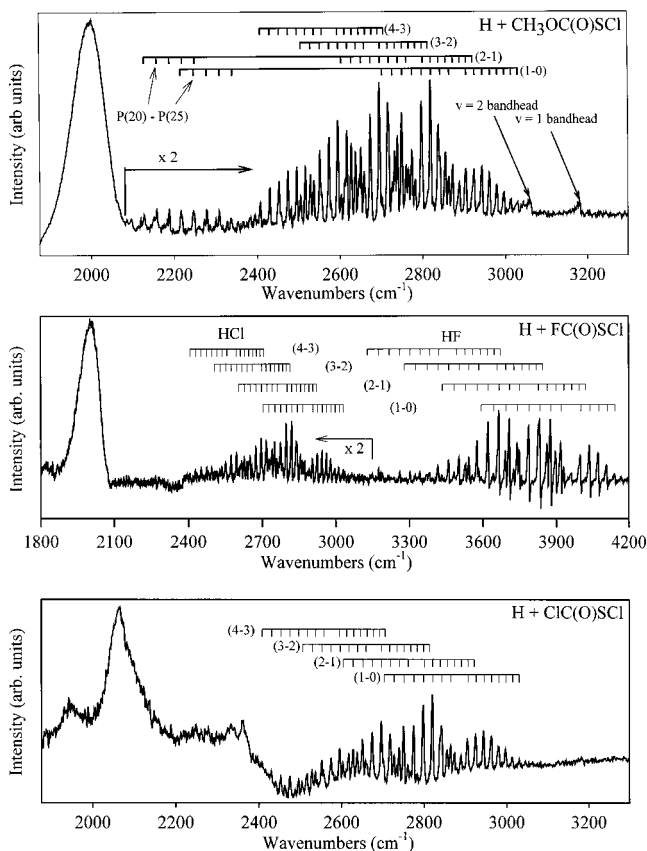 H + CH3OC(O)SCl
(4-3)
(3-2)
(2-1)
(1-0)
P(20) - P(25)
v = 2 bandhead
v = 1 bandhead
x 2
Intensity (arb units)
2000 2200 2400 2600 2800 3000 3200
Wavenumbers (cm-1)
H + FC(O)SCl
HCl
HF
(4-3)
(3-2)
(2-1)
(1-0)
x 2
Intensity (arb. units)
1800 2100 2400 2700 3000 3300 3600 3900 4200
Wavenumbers (cm-1)
H + ClC(O)SCl
(4-3)
(3-2)
(2-1)
(1-0)
Intensity (arb. units)
2000 2200 2400 2600 2800 3000 3200
Wavenumbers (cm-1)